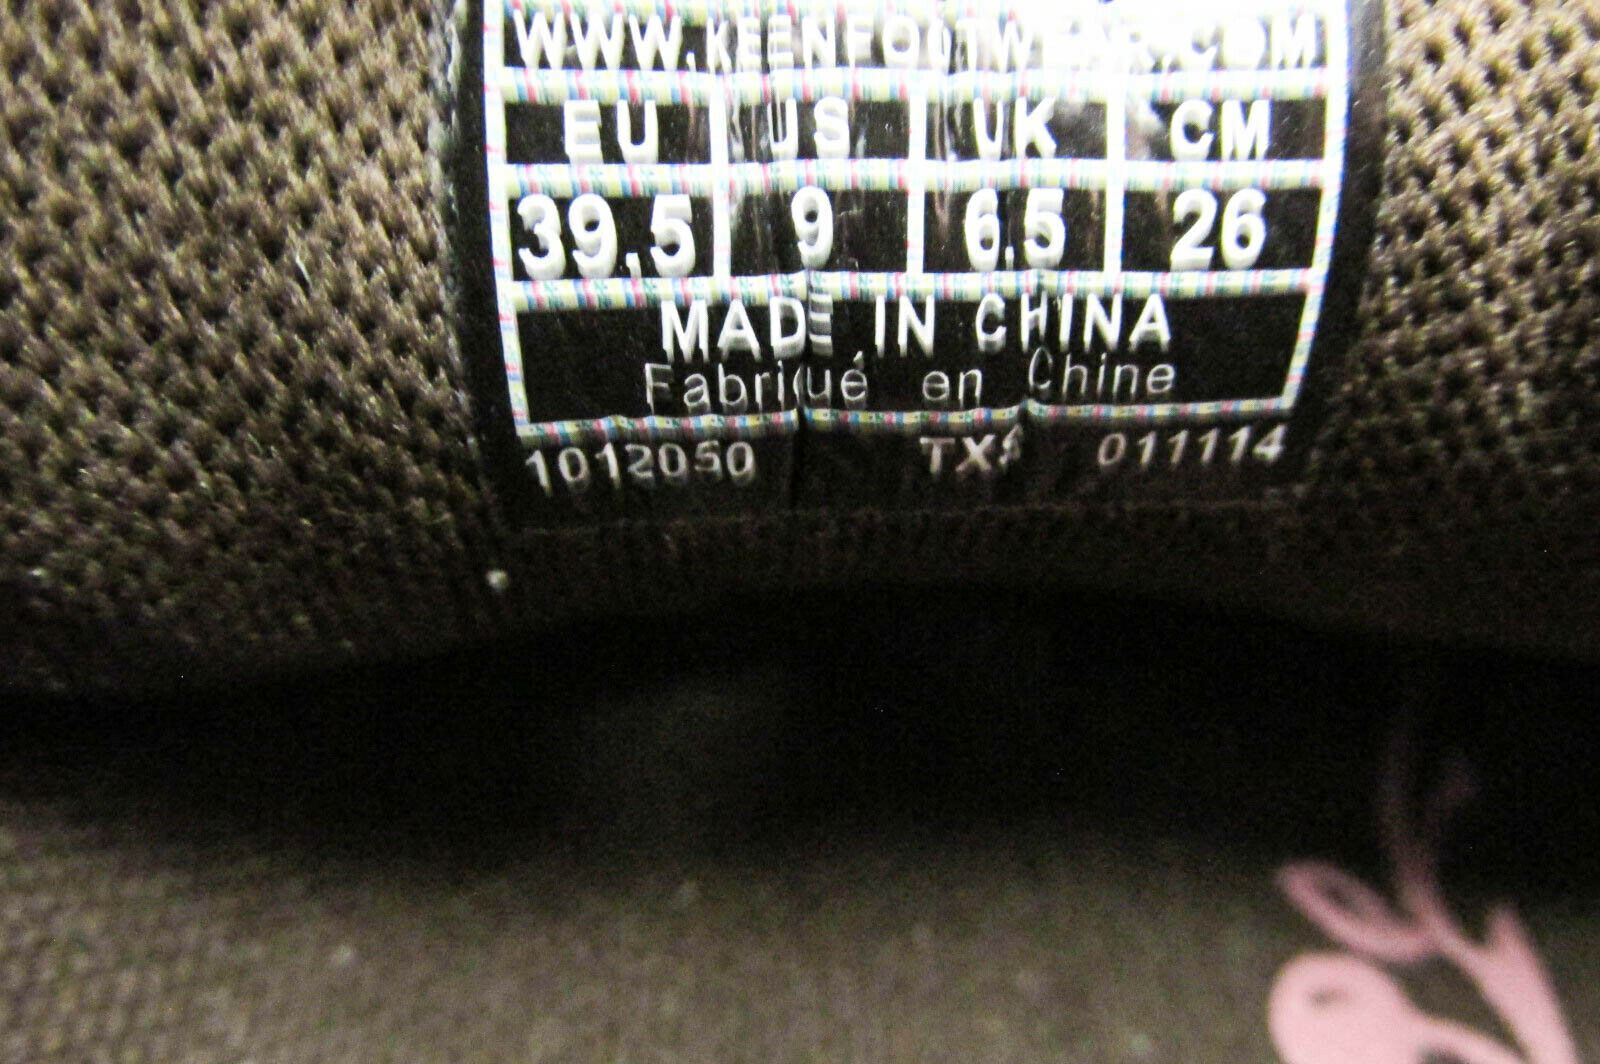 WWW.KEENFOOTWEAR.COM
EU US UK CM
39.5 9 6.5 26
MADE IN CHINA
Fabriqué en Chine
1012050 011114